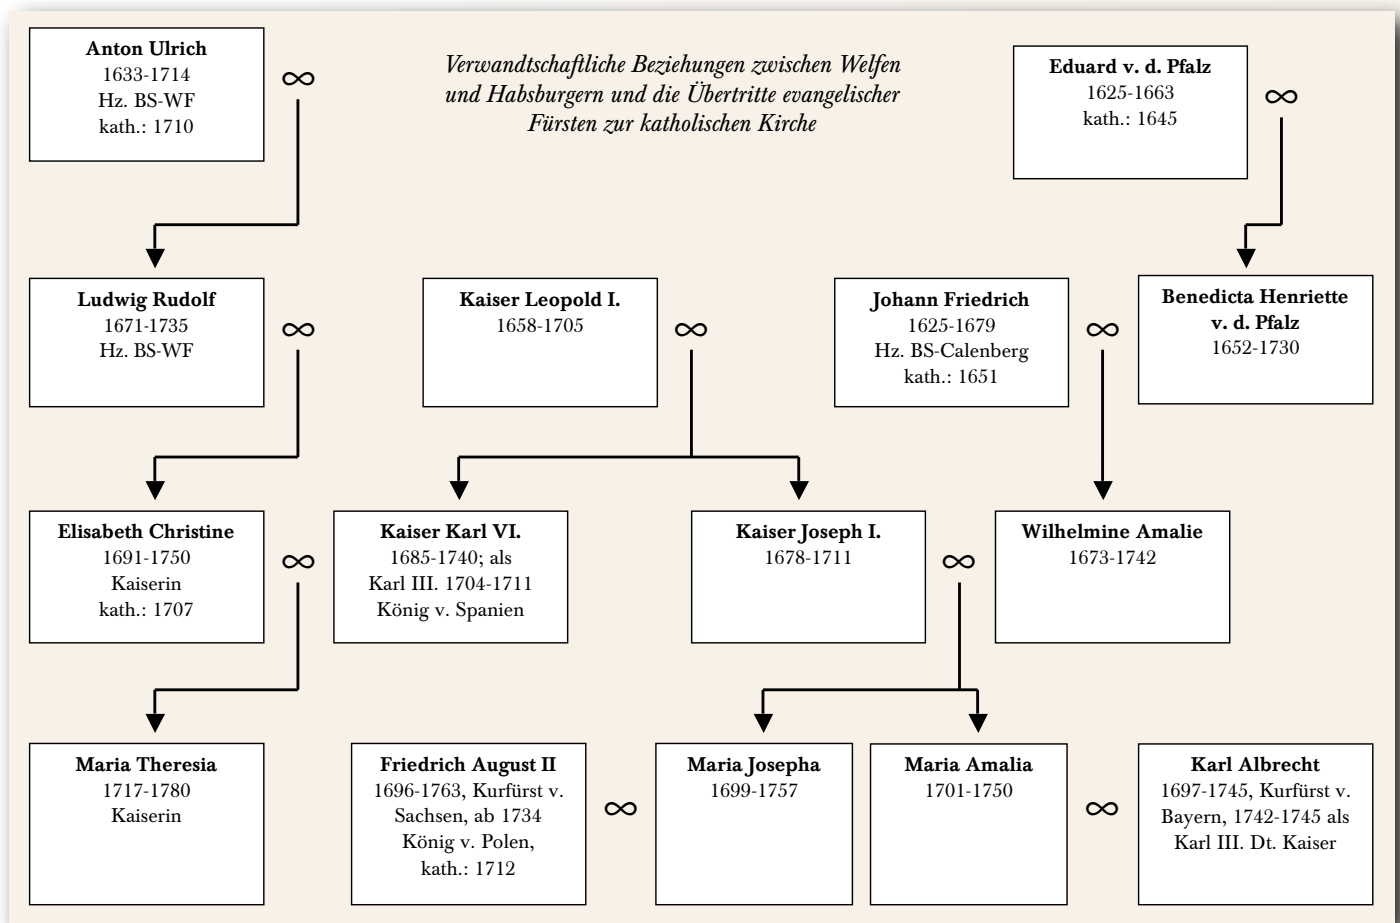 Anton Ulrich
1633-1714
Hz. BS-WF
kath.: 1710
∞
Verwandtschaftliche Beziehungen zwischen Welfen
und Habsburgern und die Übertritte evangelischer
Fürsten zur katholischen Kirche
Eduard v. d. Pfalz
1625-1663
kath.: 1645
∞
Ludwig Rudolf
1671-1735
Hz. BS-WF
∞
Kaiser Leopold I.
1658-1705
∞
Johann Friedrich
1625-1679
Hz. BS-Calenberg
kath.: 1651
∞
Benedicta Henriette
v. d. Pfalz
1652-1730
Elisabeth Christine
1691-1750
Kaiserin
kath.: 1707
∞
Kaiser Karl VI.
1685-1740; als
Karl III. 1704-1711
König v. Spanien
Kaiser Joseph I.
1678-1711
∞
Wilhelmine Amalie
1673-1742
Maria Theresia
1717-1780
Kaiserin
Friedrich August II
1696-1763, Kurfürst v.
Sachsen, ab 1734
König v. Polen,
kath.: 1712
∞
Maria Josepha
1699-1757
Maria Amalia
1701-1750
∞
Karl Albrecht
1697-1745, Kurfürst v.
Bayern, 1742-1745 als
Karl III. Dt. Kaiser